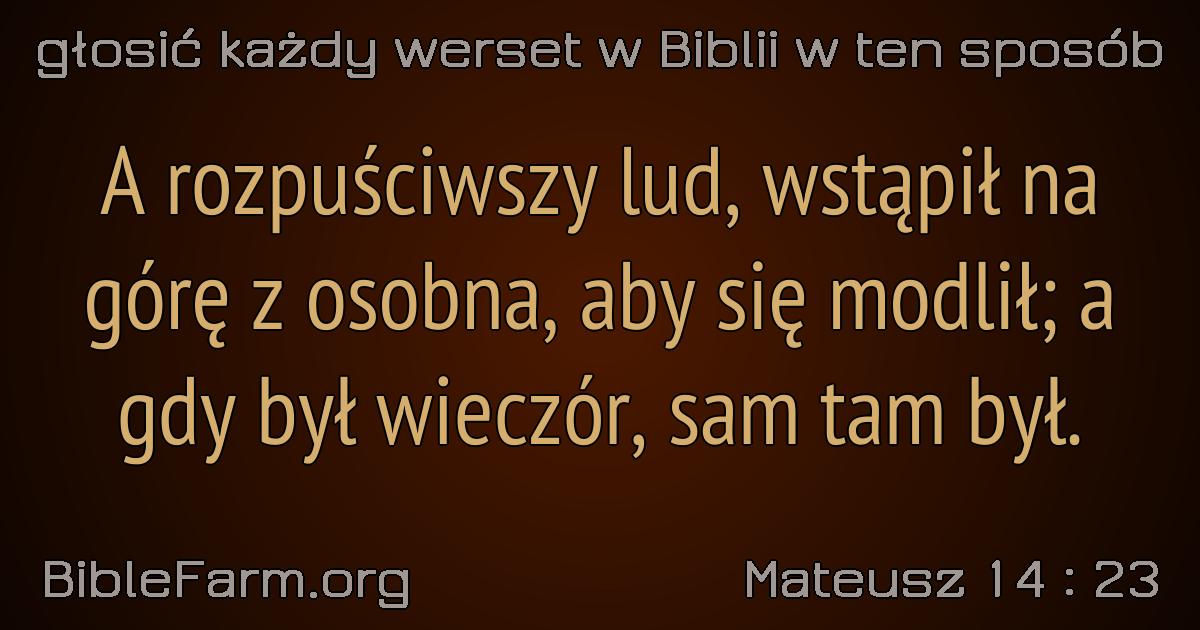 głosić każdy werset w Biblii w ten sposób
A rozpuściwszy lud, wstąpił na
górę z osobna, aby się modlił; a
gdy był wieczór, sam tam był.
BibleFarm.org
Mateusz 14 : 23